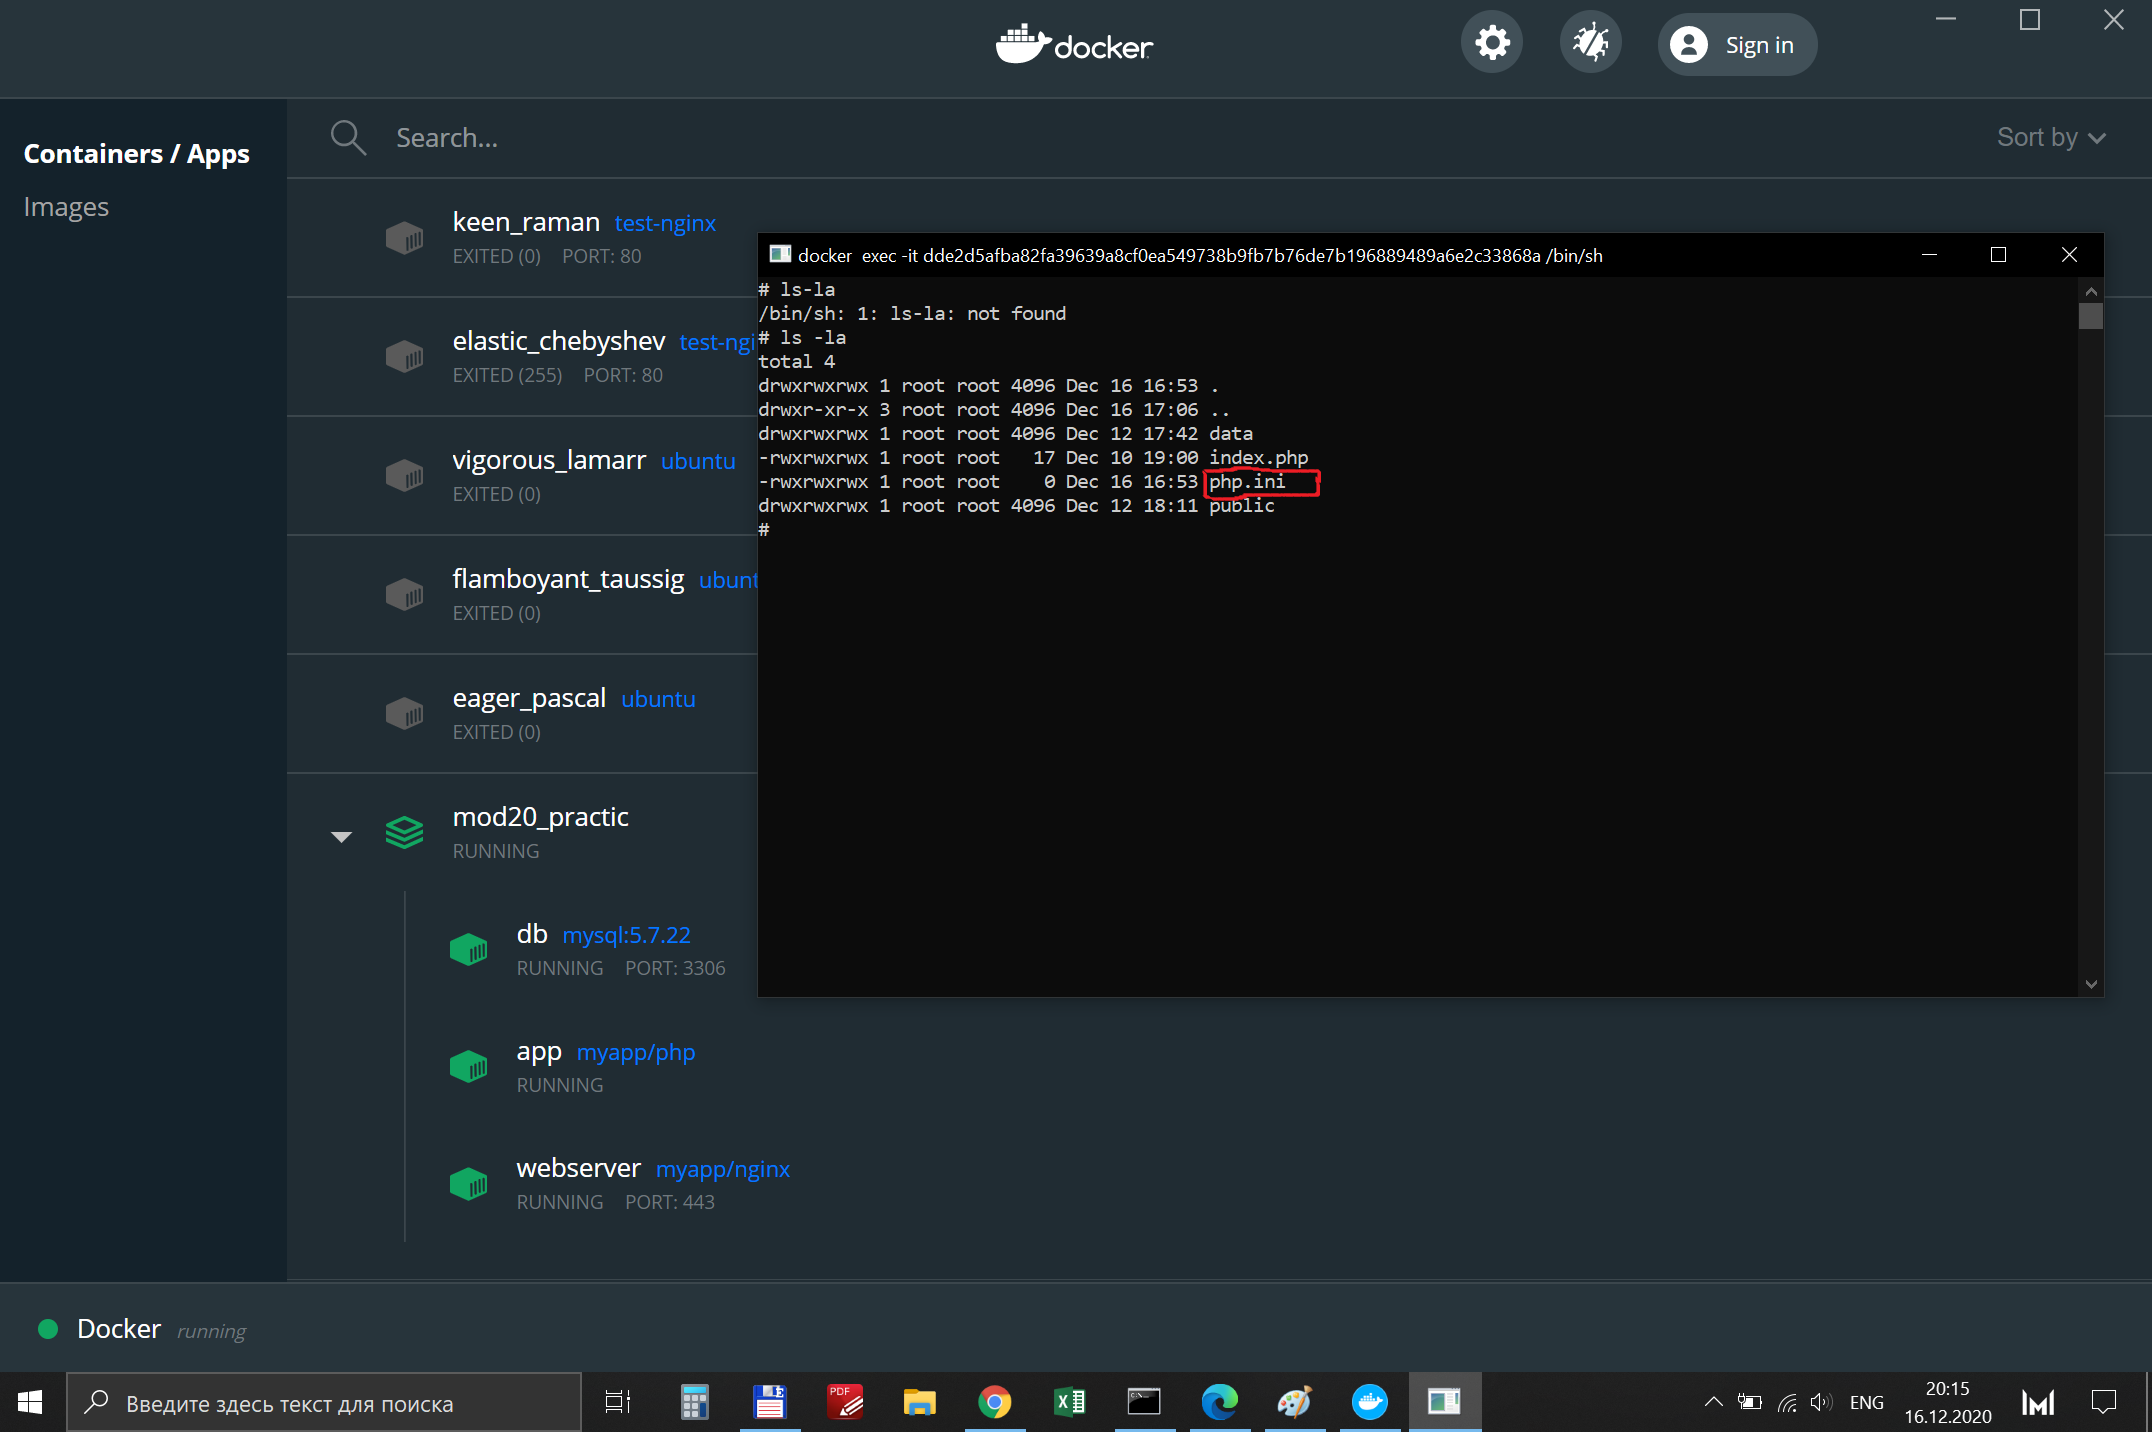 docker
Sign in
Containers / Apps
Images
Search...
Sort by
keen_raman test-nginx
EXITED (0) PORT: 80
elastic_chebyshev test-ngi
EXITED (255) PORT: 80
vigorous_lamarr ubuntu
EXITED (0)
flamboyant_taussig ubunt
EXITED (0)
eager_pascal ubuntu
EXITED (0)
mod20_practic
RUNNING
db mysql:5.7.22
RUNNING PORT: 3306
app myapp/php
RUNNING
webserver myapp/nginx
RUNNING PORT: 443
docker exec -it dde2d5afba82fa39639a8cf0ea549738b9fb7b76de7b196889489a6e2c33868a /bin/sh
# ls-la
/bin/sh: 1: ls-la: not found
# ls -la
total 4
drwxrwxrwx 1 root root 4096 Dec 16 16:53 .
drwxr-xr-x 3 root root 4096 Dec 16 17:06 ..
drwxrwxrwx 1 root root 4096 Dec 12 17:42 data
-rwxrwxrwx 1 root root   17 Dec 10 19:00 index.php
-rwxrwxrwx 1 root root    0 Dec 16 16:53 php.ini
drwxrwxrwx 1 root root 4096 Dec 12 18:11 public
#
Docker running
Введите здесь текст для поиска
PDF
ENG
20:15
16.12.2020